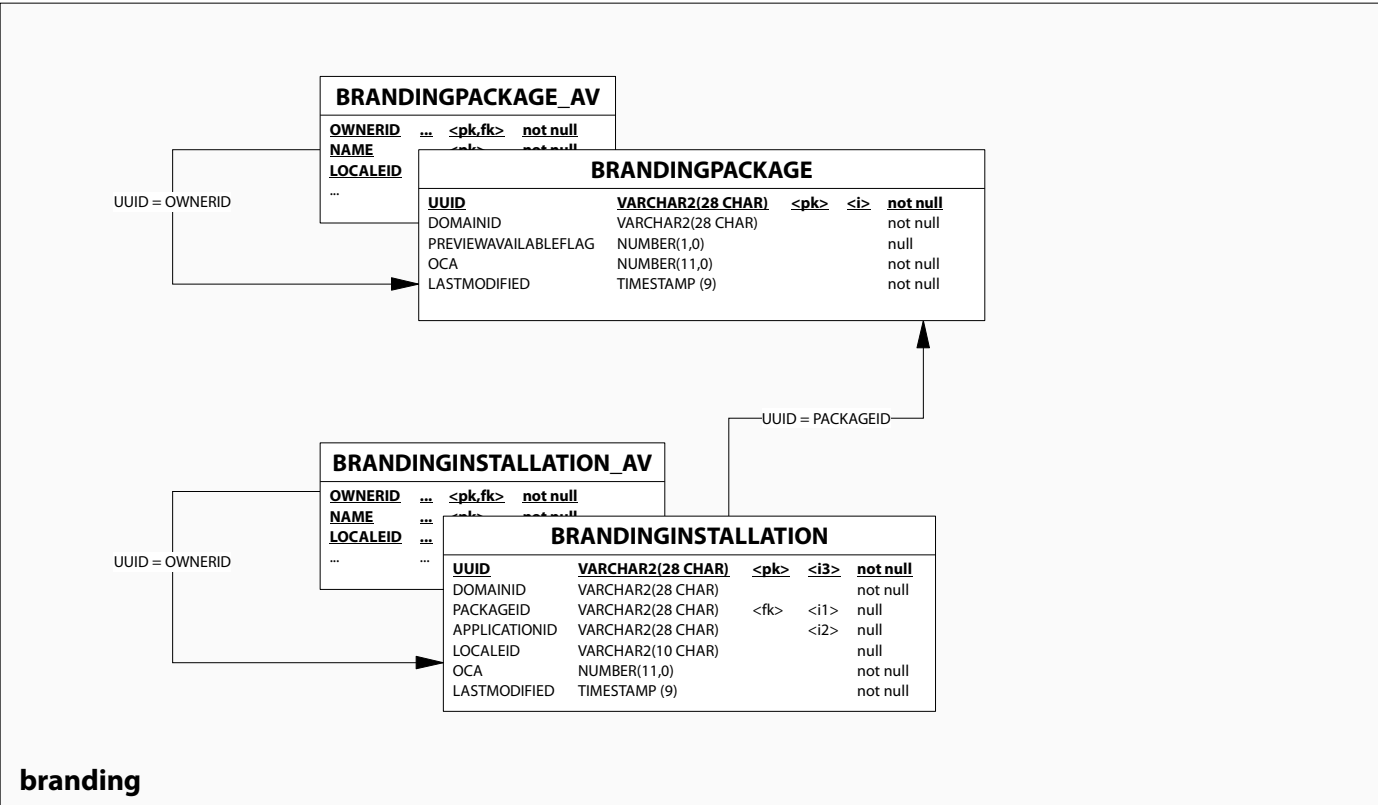 BRANDINGPACKAGE_AV
OWNERID ... <pk,fk> not null
NAME
LOCALEID
...
UUID = OWNERID
BRANDINGPACKAGE
UUID VARCHAR2(28 CHAR) <pk> <i> not null
DOMAINID VARCHAR2(28 CHAR) not null
PREVIEWAVAILABLEFLAG NUMBER(1,0) null
OCA NUMBER(11,0) not null
LASTMODIFIED TIMESTAMP (9) not null
UUID = PACKAGEID
BRANDINGINSTALLATION_AV
OWNERID ... <pk,fk> not null
NAME ...
LOCALEID ...
... ...
UUID = OWNERID
BRANDINGINSTALLATION
UUID VARCHAR2(28 CHAR) <pk> <i3> not null
DOMAINID VARCHAR2(28 CHAR) not null
PACKAGEID VARCHAR2(28 CHAR) <fk> <i1> null
APPLICATIONID VARCHAR2(28 CHAR) <i2> null
LOCALEID VARCHAR2(10 CHAR) null
OCA NUMBER(11,0) not null
LASTMODIFIED TIMESTAMP (9) not null
branding